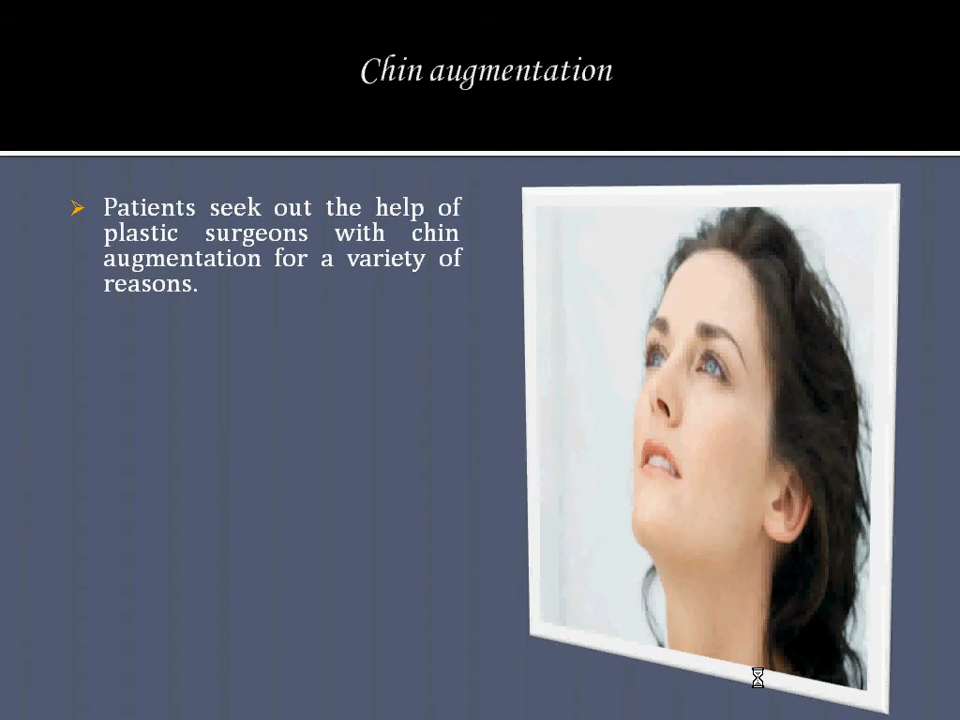 Chin augmentation
Patients seek out the help of
plastic surgeons with chin
augmentation for a variety of
reasons.